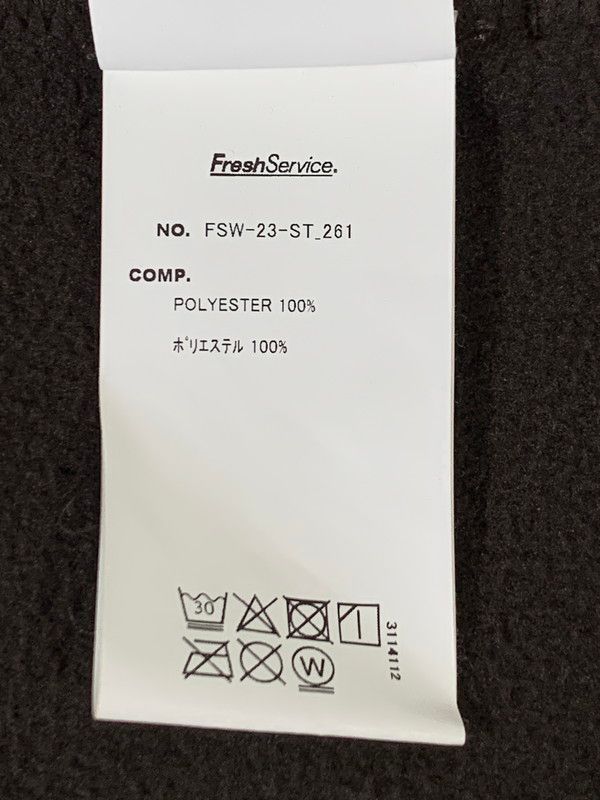 FreshService.
NO. FSW-23-ST_261
COMP.
POLYESTER 100%
ポリエステル 100%
30
3114112
W